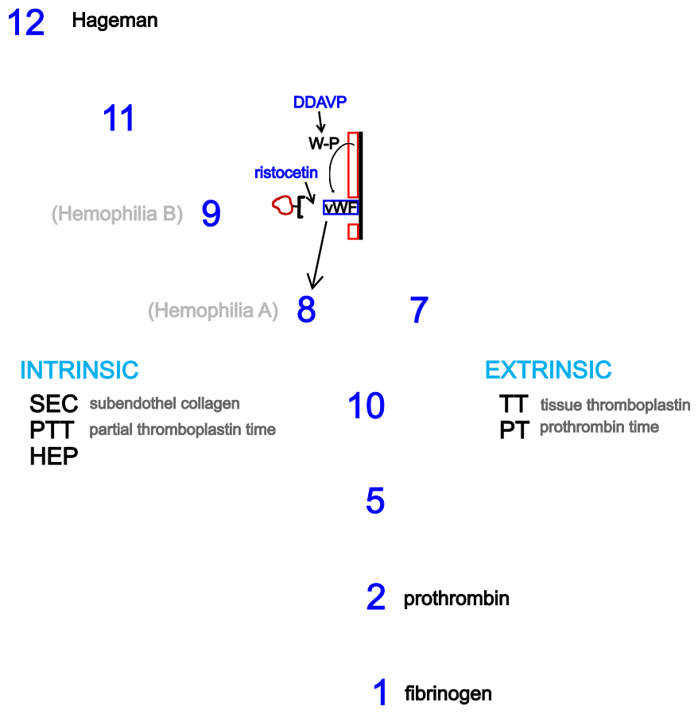 12 Hageman
DDAVP
11
W-P
ristocetin
(Hemophilia B) 9
vWF
(Hemophilia A) 8
7
INTRINSIC
SEC subendothel collagen
PTT partial thromboplastin time
HEP
EXTRINSIC
TT tissue thromboplastin
PT prothrombin time
10
5
2 prothrombin
1 fibrinogen